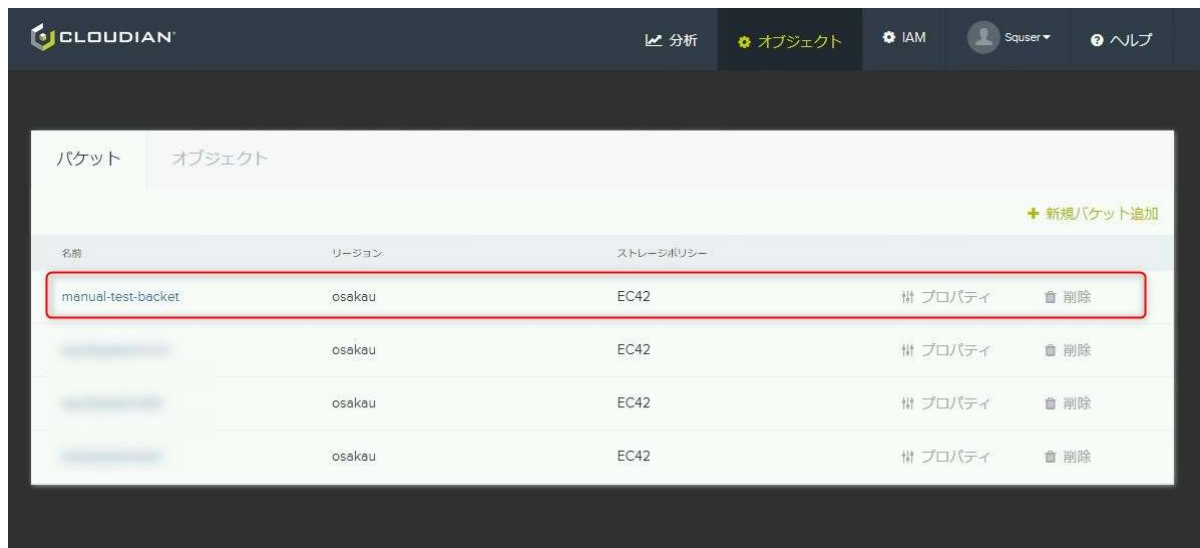 CLOUDIAN 分析 オブジェクト IAM Squser ヘルプ
バケット オブジェクト
+ 新規バケット追加
名前 リージョン ストレージポリシー
manual-test-backet osakau EC42 プロパティ 削除
osakau EC42 プロパティ 削除
osakau EC42 プロパティ 削除
osakau EC42 プロパティ 削除